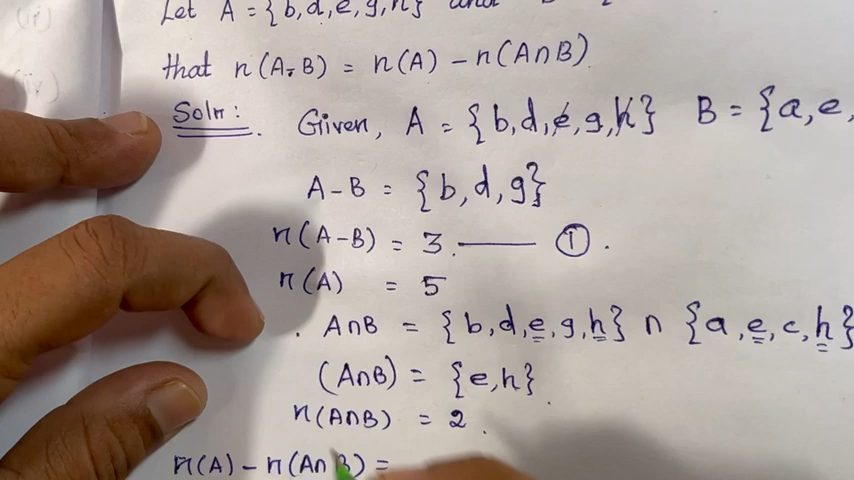 Let A = {b,d,e,g,h} and
that n(A-B) = n(A) - n(A∩B)
Soln: Given, A = {b,d,e,g,h} B = {a,e,
A-B = {b,d,g}
n(A-B) = 3. —— ①.
n(A) = 5
. A∩B = {b,d,e,g,h} ∩ {a,e,c,h}
(A∩B) = {e,h}.
n(A∩B) = 2.
n(A) - n(A∩B) =